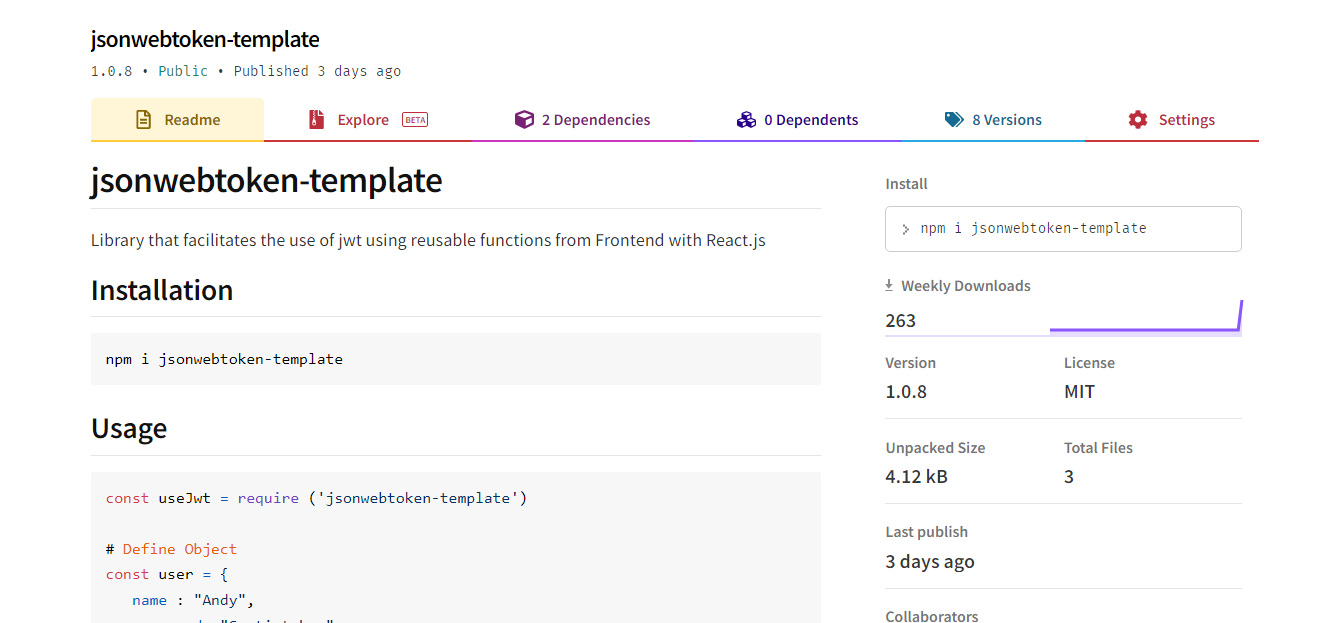 jsonwebtoken-template
1.0.8 • Public • Published 3 days ago
Readme
Explore BETA
2 Dependencies
0 Dependents
8 Versions
Settings
jsonwebtoken-template
Library that facilitates the use of jwt using reusable functions from Frontend with React.js
Installation
npm i jsonwebtoken-template
Usage
const useJwt = require ('jsonwebtoken-template')
# Define Object
const user = {
name : "Andy",
Install
> npm i jsonwebtoken-template
Weekly Downloads
263
Version
1.0.8
License
MIT
Unpacked Size
4.12 kB
Total Files
3
Last publish
3 days ago
Collaborators